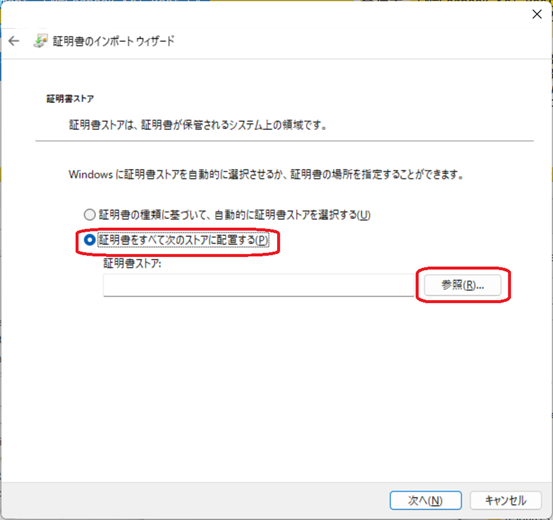 証明書のインポート ウィザード
証明書ストア
証明書ストアは、証明書が保管されるシステム上の領域です。
Windows に証明書ストアを自動的に選択させるか、証明書の場所を指定することができます。
証明書の種類に基づいて、自動的に証明書ストアを選択する(U)
証明書をすべて次のストアに配置する(P)
証明書ストア:
参照(R)...
次へ(N)
キャンセル